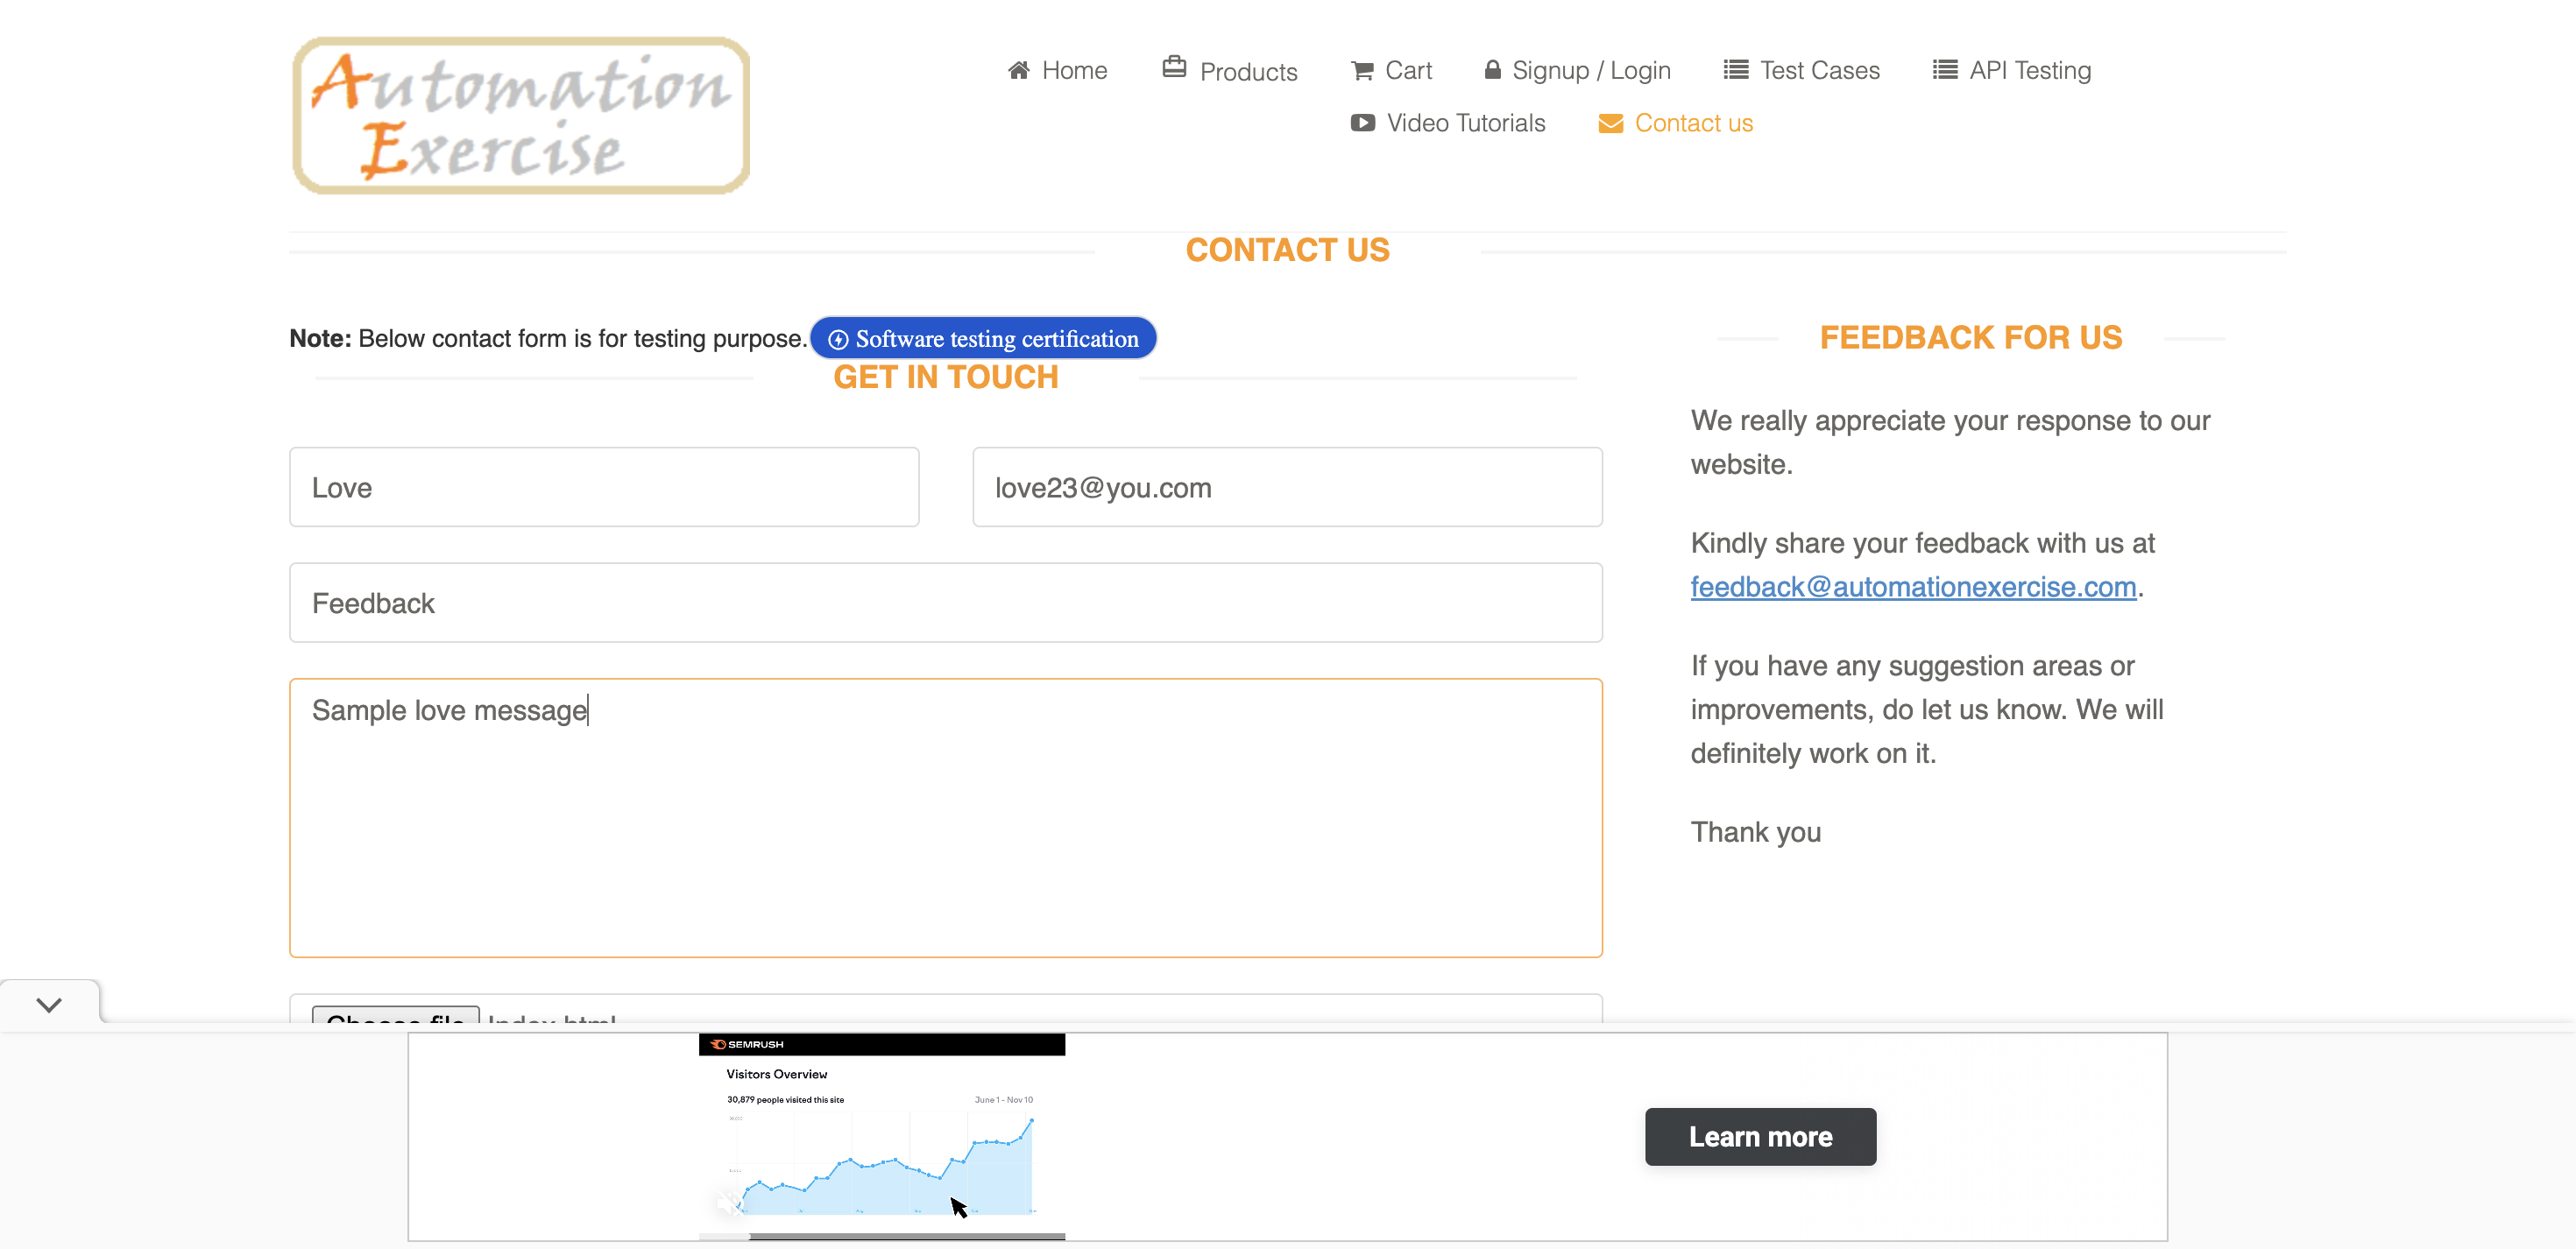 Automation
Exercise
Home
Products
Cart
Signup / Login
Test Cases
API Testing
Video Tutorials
Contact us
CONTACT US
Note: Below contact form is for testing purpose.
Software testing certification
GET IN TOUCH
Love
love23@you.com
Feedback
Sample love message
Choose file Index.html
FEEDBACK FOR US
We really appreciate your response to our
website.
Kindly share your feedback with us at
feedback@automationexercise.com.
If you have any suggestion areas or
improvements, do let us know. We will
definitely work on it.
Thank you
SEMRUSH
Visitors Overview
30,879 people visited this site
June 1 - Nov 10
Learn more